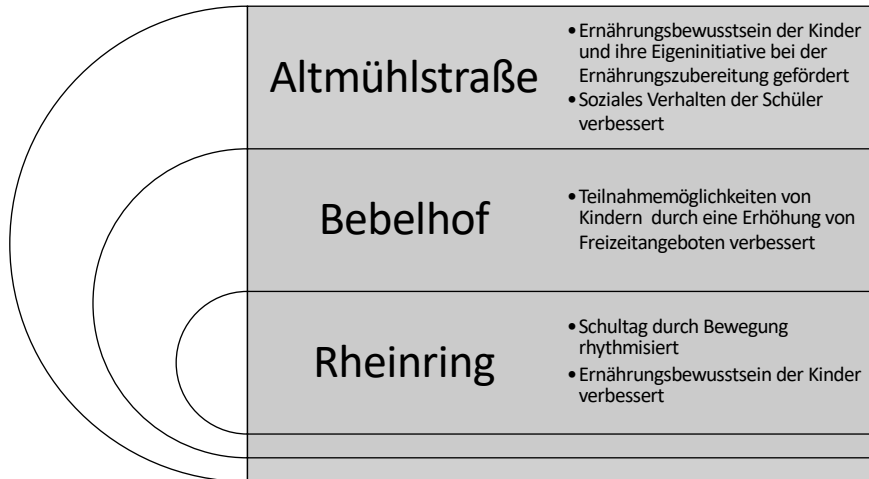 Altmühlstraße
•Ernährungsbewusstsein der Kinder
und ihre Eigeninitiative bei der
Ernährungszubereitung gefördert
•Soziales Verhalten der Schüler
verbessert
Bebelhof
•Teilnahmemöglichkeiten von
Kindern durch eine Erhöhung von
Freizeitangeboten verbessert
Rheinring
•Schultag durch Bewegung
rhythmisiert
•Ernährungsbewusstsein der Kinder
verbessert